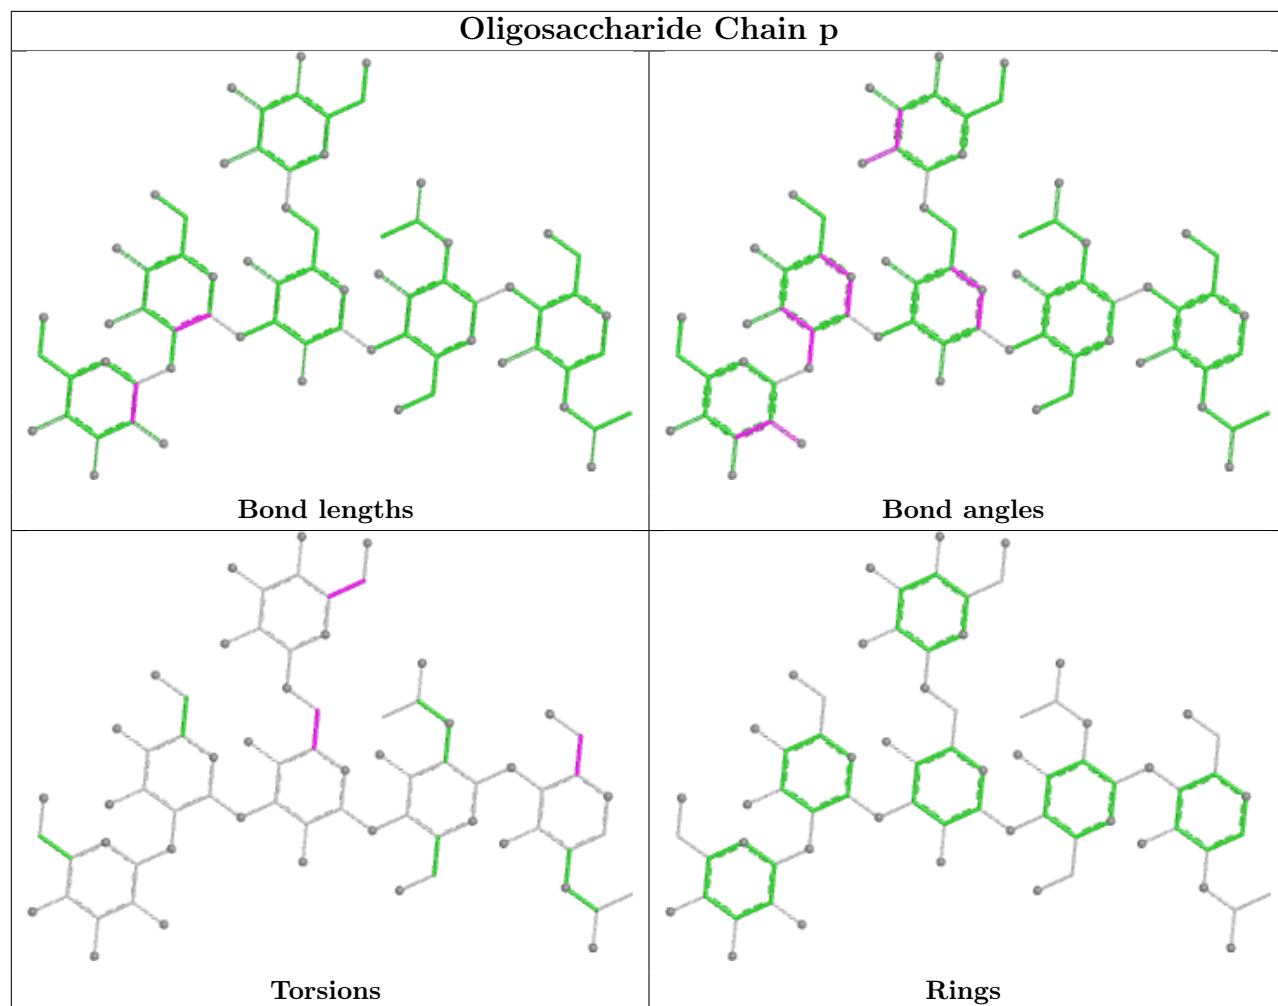 Oligosaccharide Chain p
Bond lengths
Bond angles
Torsions
Rings